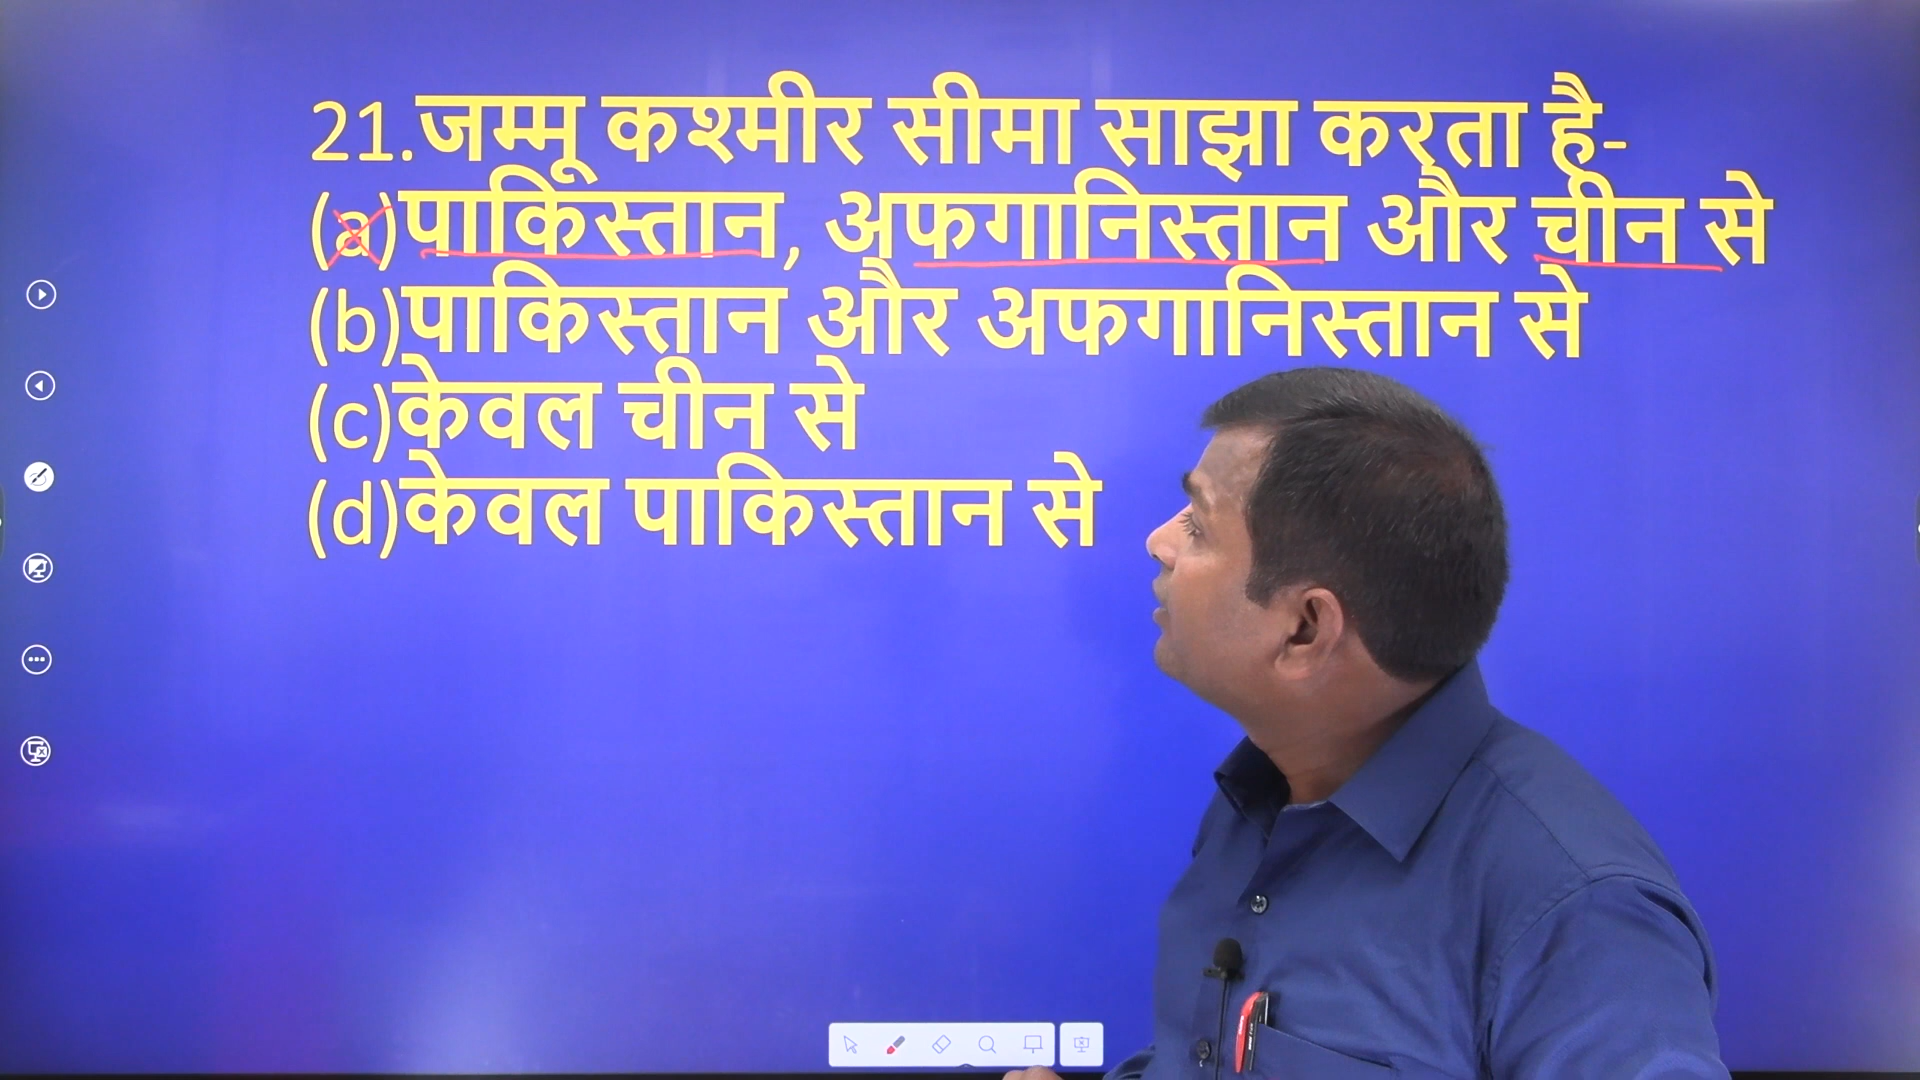 21.जम्मू कश्मीर सीमा साझा करता है-
(a)पाकिस्तान, अफगानिस्तान और चीन से
(b)पाकिस्तान और अफगानिस्तान से
(c)केवल चीन से
(d)केवल पाकिस्तान से